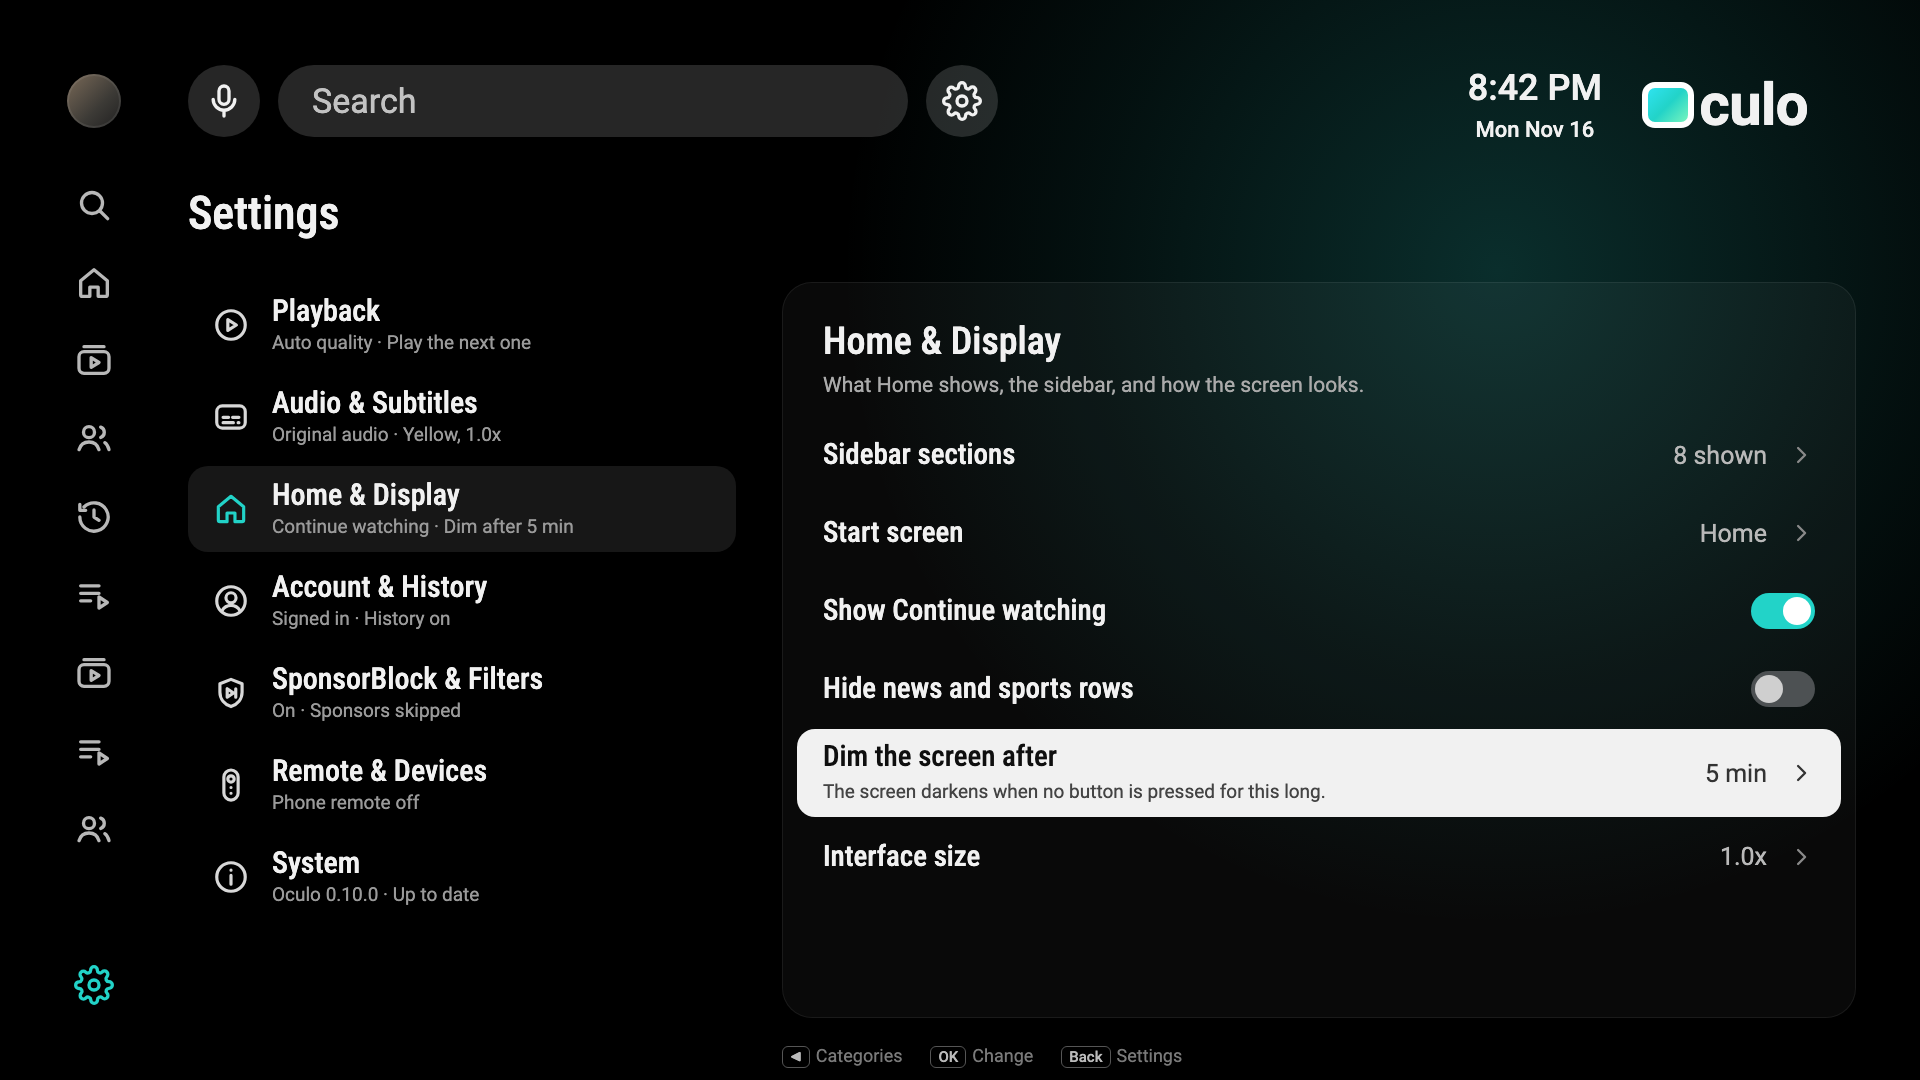 Search
8:42 PM
Mon Nov 16
culo
Settings
Playback
Auto quality · Play the next one
Audio & Subtitles
Original audio · Yellow, 1.0x
Home & Display
Continue watching · Dim after 5 min
Account & History
Signed in · History on
SponsorBlock & Filters
On · Sponsors skipped
Remote & Devices
Phone remote off
System
Oculo 0.10.0 · Up to date
Home & Display
What Home shows, the sidebar, and how the screen looks.
Sidebar sections 8 shown
Start screen Home
Show Continue watching
Hide news and sports rows
Dim the screen after 5 min
The screen darkens when no button is pressed for this long.
Interface size 1.0x
Categories OK Change Back Settings